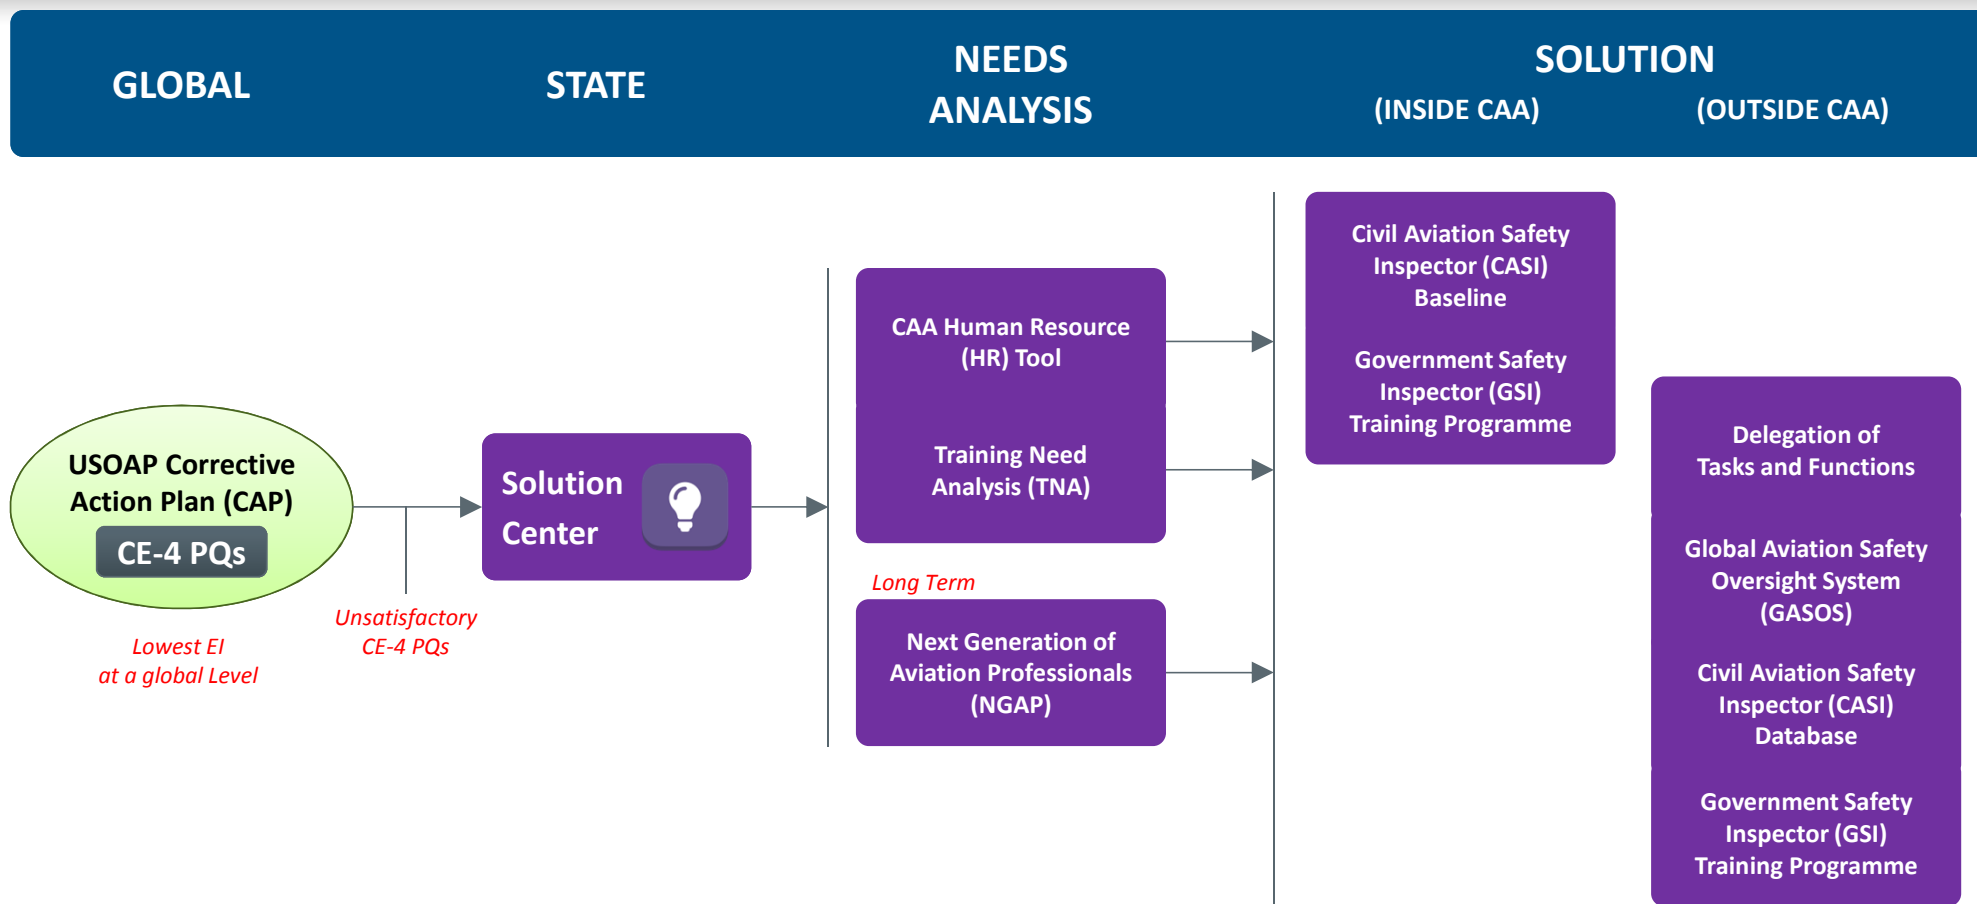 GLOBAL
STATE
NEEDS
ANALYSIS
SOLUTION
(INSIDE CAA)
(OUTSIDE CAA)
USOAP Corrective
Action Plan (CAP)
CE-4 PQs
Lowest EI
at a global Level
Unsatisfactory
CE-4 PQs
Solution
Center
CAA Human Resource
(HR) Tool
Training Need
Analysis (TNA)
Long Term
Next Generation of
Aviation Professionals
(NGAP)
Civil Aviation Safety
Inspector (CASI)
Baseline
Government Safety
Inspector (GSI)
Training Programme
Delegation of
Tasks and Functions
Global Aviation Safety
Oversight System
(GASOS)
Civil Aviation Safety
Inspector (CASI)
Database
Government Safety
Inspector (GSI)
Training Programme